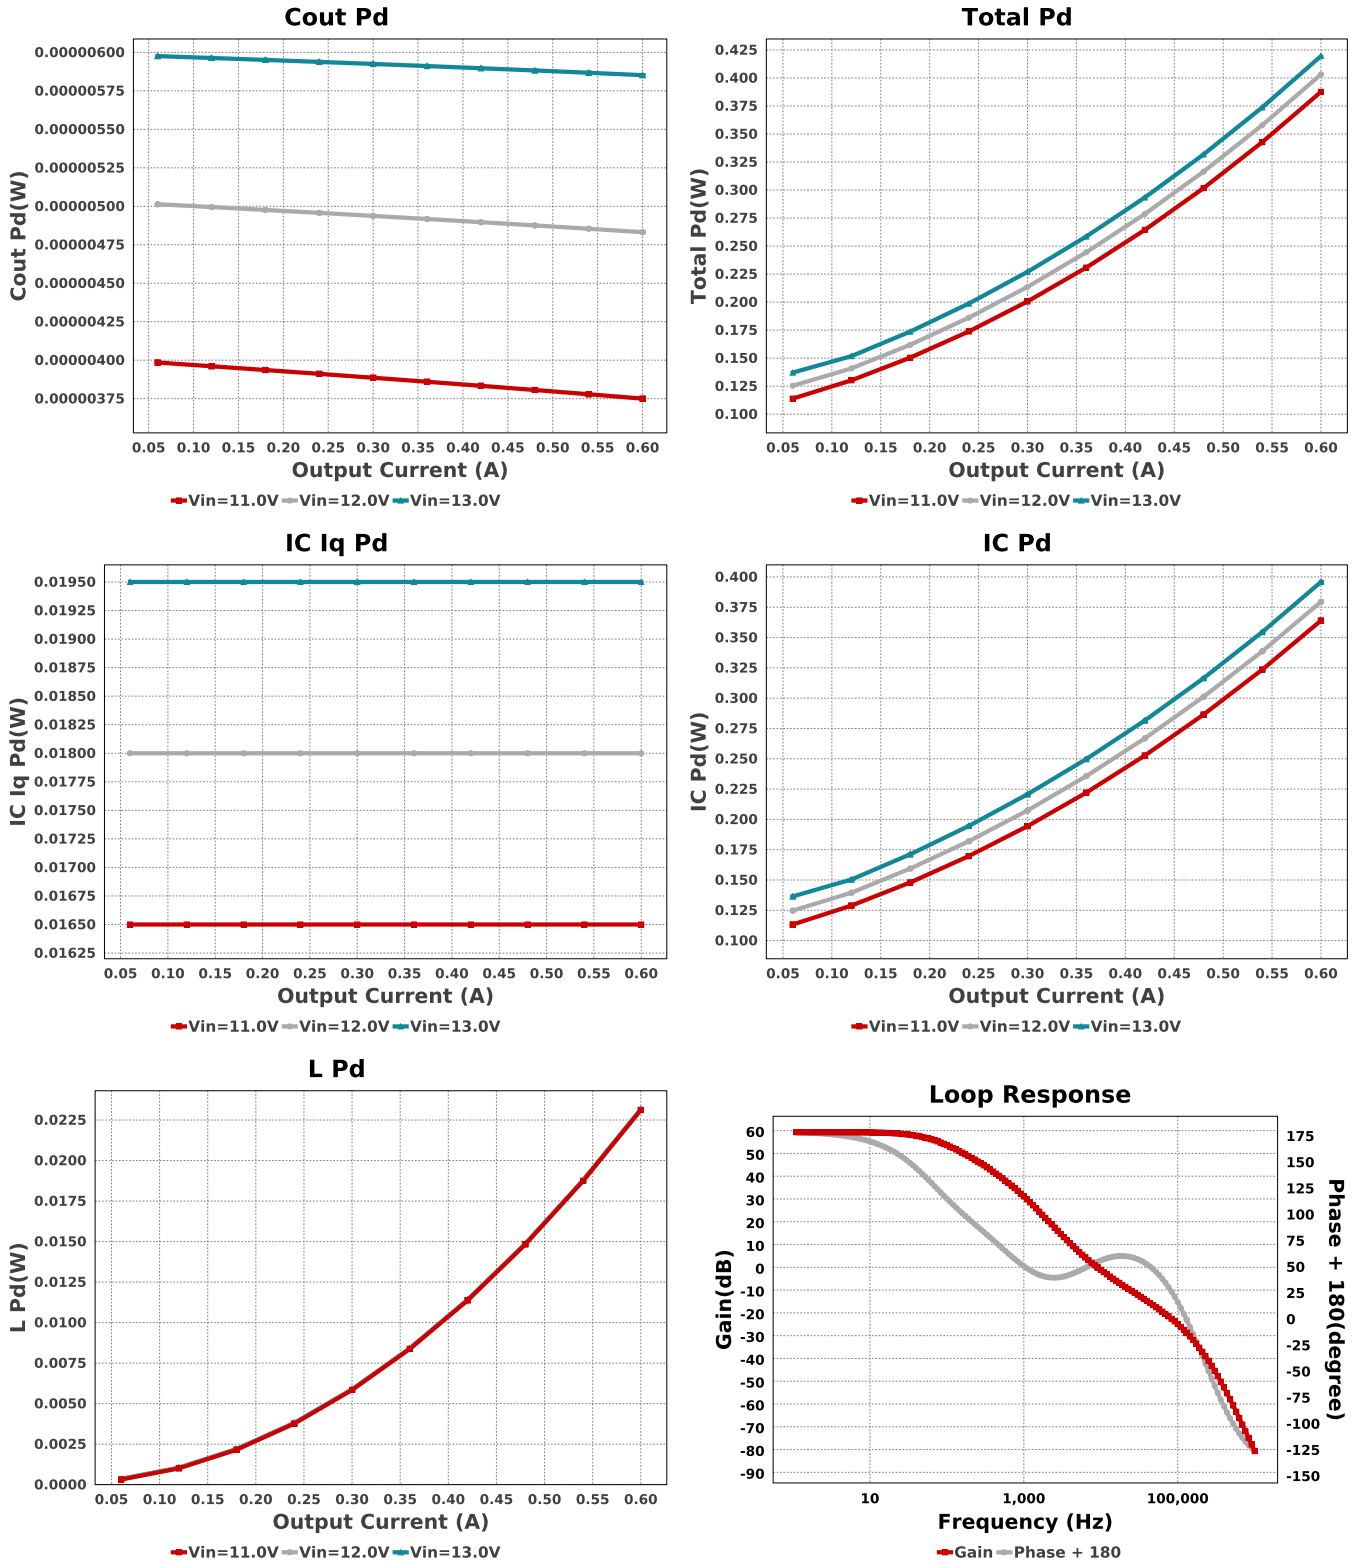 Cout Pd
0.00000600
0.00000575
0.00000550
0.00000525
0.00000500
0.00000475
0.00000450
0.00000425
0.00000400
0.00000375
Cout Pd(W)
0.05 0.10 0.15 0.20 0.25 0.30 0.35 0.40 0.45 0.50 0.55 0.60
Output Current (A)
Vin=11.0V Vin=12.0V Vin=13.0V
Total Pd
0.425
0.400
0.375
0.350
0.325
0.300
0.275
0.250
0.225
0.200
0.175
0.150
0.125
0.100
Total Pd(W)
0.05 0.10 0.15 0.20 0.25 0.30 0.35 0.40 0.45 0.50 0.55 0.60
Output Current (A)
Vin=11.0V Vin=12.0V Vin=13.0V
IC Iq Pd
0.01950
0.01925
0.01900
0.01875
0.01850
0.01825
0.01800
0.01775
0.01750
0.01725
0.01700
0.01675
0.01650
0.01625
IC Iq Pd(W)
0.05 0.10 0.15 0.20 0.25 0.30 0.35 0.40 0.45 0.50 0.55 0.60
Output Current (A)
Vin=11.0V Vin=12.0V Vin=13.0V
IC Pd
0.400
0.375
0.350
0.325
0.300
0.275
0.250
0.225
0.200
0.175
0.150
0.125
0.100
IC Pd(W)
0.05 0.10 0.15 0.20 0.25 0.30 0.35 0.40 0.45 0.50 0.55 0.60
Output Current (A)
Vin=11.0V Vin=12.0V Vin=13.0V
L Pd
0.0225
0.0200
0.0175
0.0150
0.0125
0.0100
0.0075
0.0050
0.0025
0.0000
L Pd(W)
0.05 0.10 0.15 0.20 0.25 0.30 0.35 0.40 0.45 0.50 0.55 0.60
Output Current (A)
Vin=11.0V Vin=12.0V Vin=13.0V
Loop Response
60
50
40
30
20
10
0
-10
-20
-30
-40
-50
-60
-70
-80
-90
Gain(dB)
175
150
125
100
75
50
25
0
-25
-50
-75
-100
-125
-150
Phase + 180(degree)
10 1,000 100,000
Frequency (Hz)
Gain Phase + 180